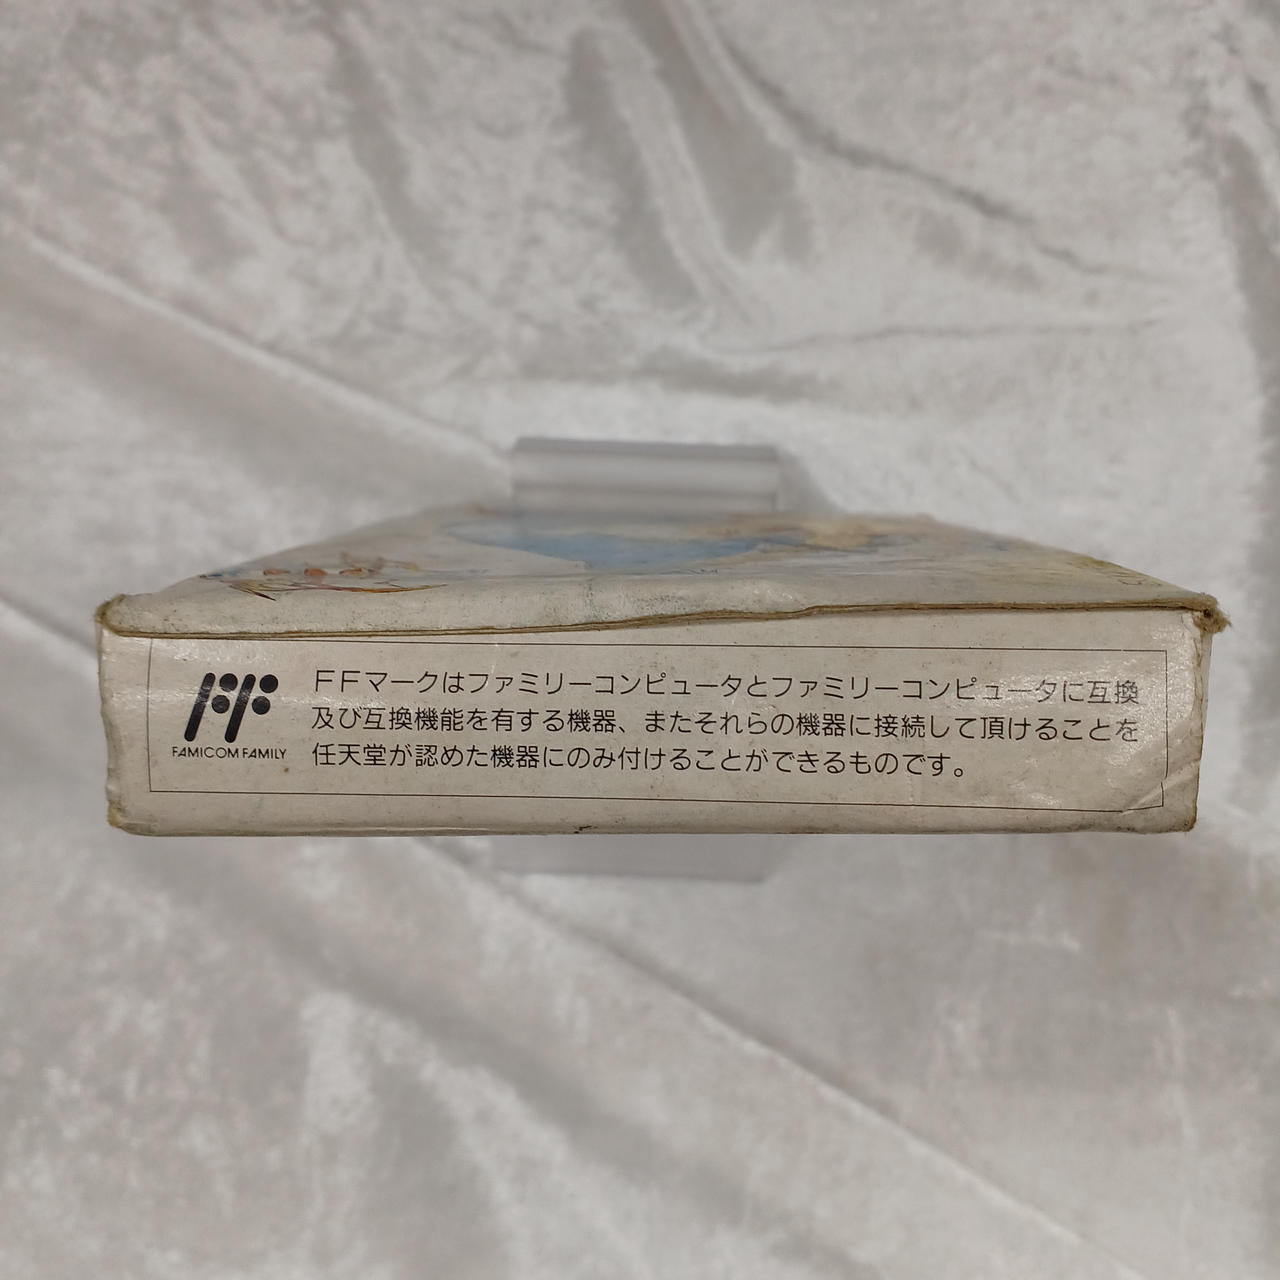 FF
FAMICOM FAMILY
ＦＦマークはファミリーコンピュータとファミリーコンピュータに互換
及び互換機能を有する機器、またそれらの機器に接続して頂けることを
任天堂が認めた機器にのみ付けることができるものです。